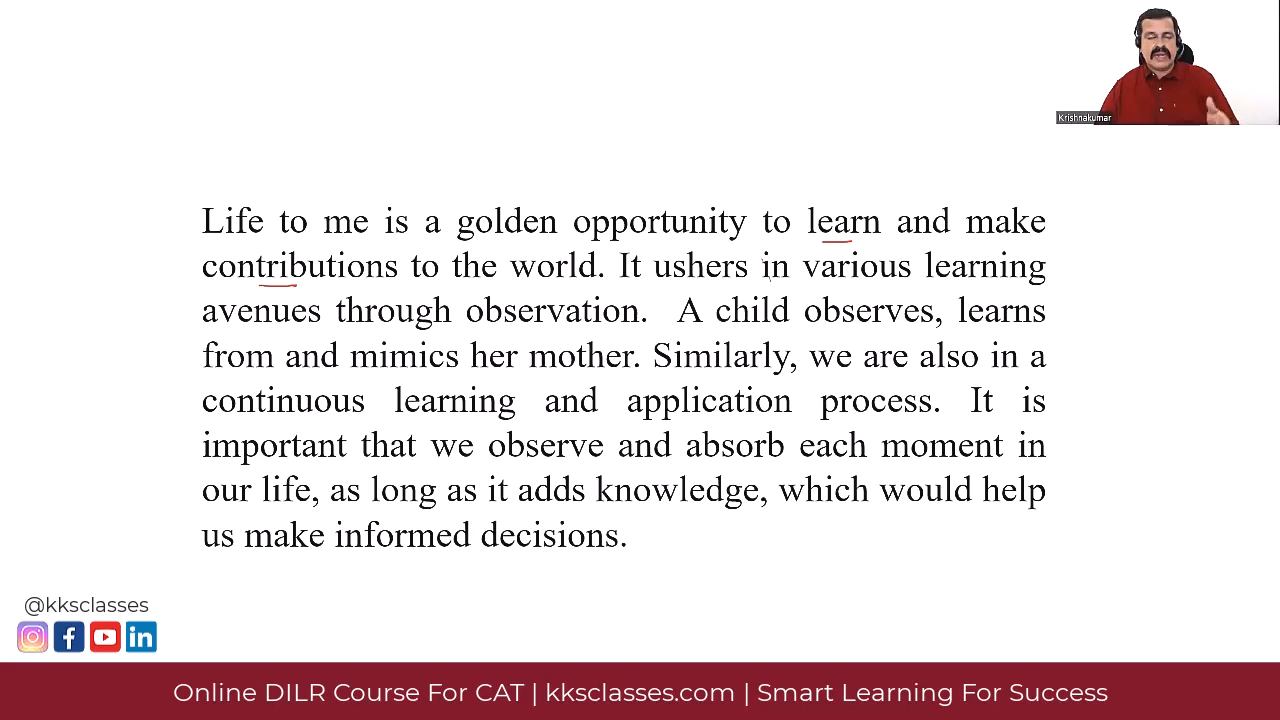 Krishnakumar
Life to me is a golden opportunity to learn and make
contributions to the world. It ushers in various learning
avenues through observation.  A child observes, learns
from and mimics her mother. Similarly, we are also in a
continuous learning and application process. It is
important that we observe and absorb each moment in
our life, as long as it adds knowledge, which would help
us make informed decisions.
@kksclasses
Online DILR Course For CAT | kksclasses.com | Smart Learning For Success